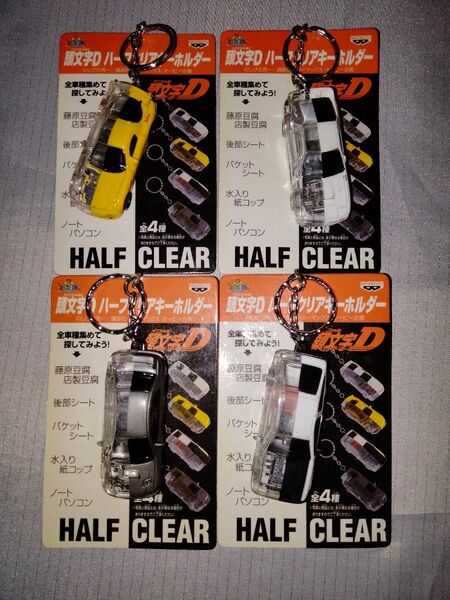 頭文字D ハーフクリアキーホルダー
全車種集めて
探してみよう!
頭文字D
藤原豆腐
店製豆腐
後部
バケット
シート
水入り
紙コップ
ノート
パソコン
全4種
HALF CLEAR
頭文字D ハーフクリアキーホルダー
全車種集めて
探してみよう!
藤原豆腐
店製豆腐
後部シート
バケット
シート
水入り
紙コップ
ノート
パソコン
全4種
HALF CLEAR
頭文字D ハーフクリアキーホルダー
全車種集めて
探してみよう!
頭文字D
藤原豆腐
店製豆腐
後部シート
バケット
シート
水入り
紙コップ
ノート
パソコン
全4種
HALF CLEAR
頭文字D ハーフクリアキーホルダー
全車種集めて
探してみよう!
藤原豆腐
店製豆腐
後部シート
バケット
シート
水入り
紙コップ
ノート
パソコン
全4種
HALF CLEAR